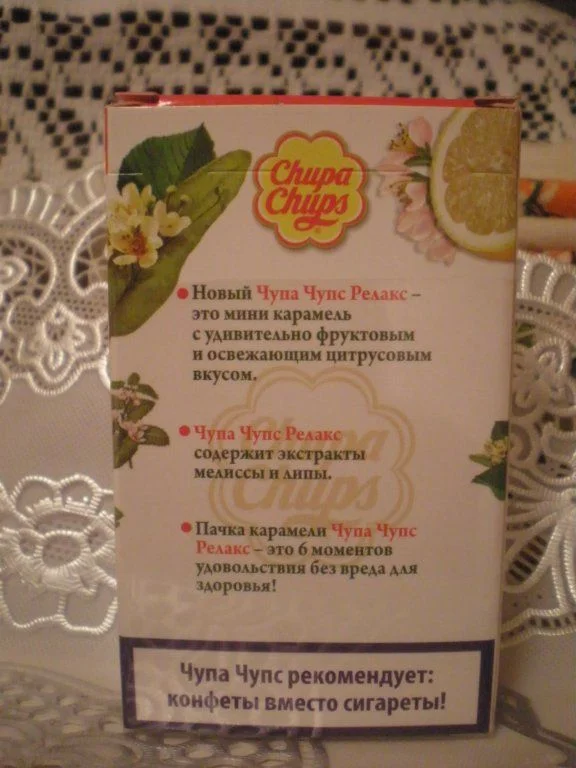 Chupa
Chups
• Новый Чупа Чупс Релакс –
это мини карамель
с удивительно фруктовым
и освежающим цитрусовым
вкусом.
• Чупа Чупс Релакс
содержит экстракты
мелиссы и липы.
• Пачка карамели Чупа Чупс
Релакс – это 6 моментов
удовольствия без вреда для
здоровья!
Chupa
Chups
Чупа Чупс рекомендует:
конфеты вместо сигареты!